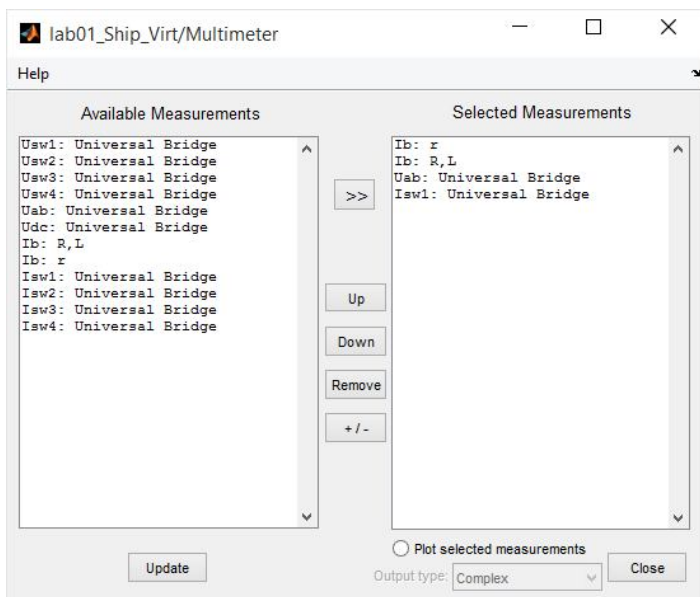 lab01_Ship_Virt/Multimeter
Help
Available Measurements
Usw1: Universal Bridge
Usw2: Universal Bridge
Usw3: Universal Bridge
Usw4: Universal Bridge
Uab: Universal Bridge
Udc: Universal Bridge
Ib: R,L
Ib: r
Isw1: Universal Bridge
Isw2: Universal Bridge
Isw3: Universal Bridge
Isw4: Universal Bridge
Update
>>
Up
Down
Remove
+ / -
Selected Measurements
Ib: r
Ib: R,L
Uab: Universal Bridge
Isw1: Universal Bridge
Plot selected measurements
Output type: Complex
Close